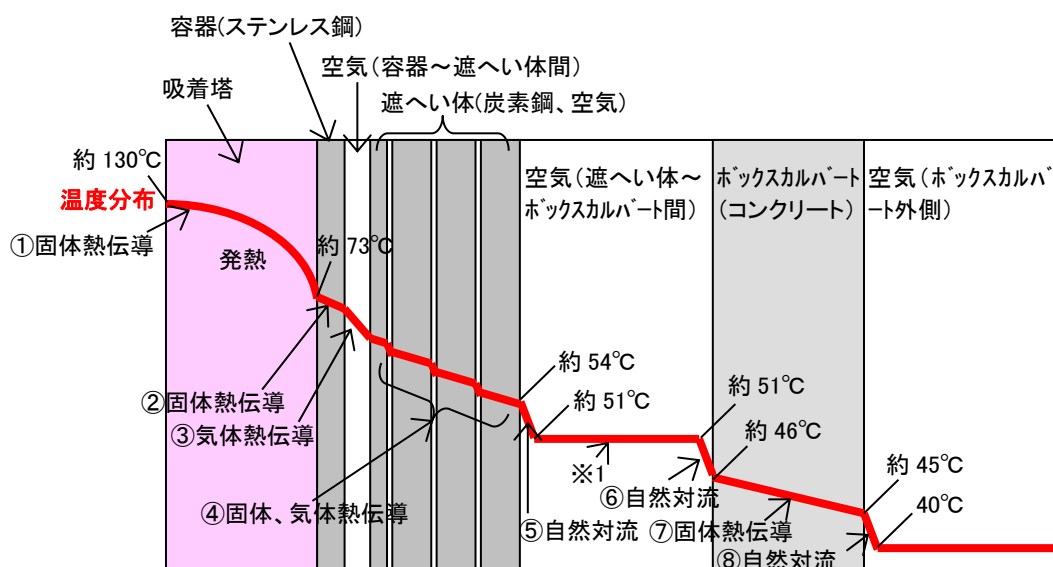 容器(ステンレス鋼)
空気(容器～遮へい体間)
遮へい体(炭素鋼、空気)
吸着塔
約 130℃
温度分布
①固体熱伝導
発熱
約 73℃
空気(遮へい体～
ﾎﾞｯｸｽｶﾙﾊﾞｰﾄ間)
ﾎﾞｯｸｽｶﾙﾊﾞｰﾄ
(コンクリート)
空気(ﾎﾞｯｸｽｶﾙﾊﾞ
ｰﾄ外側)
②固体熱伝導
③気体熱伝導
④固体、気体熱伝導
約 54℃
約 51℃
※1
⑤自然対流
約 51℃
約 46℃
⑥自然対流
⑦固体熱伝導
⑧自然対流
約 45℃
40℃